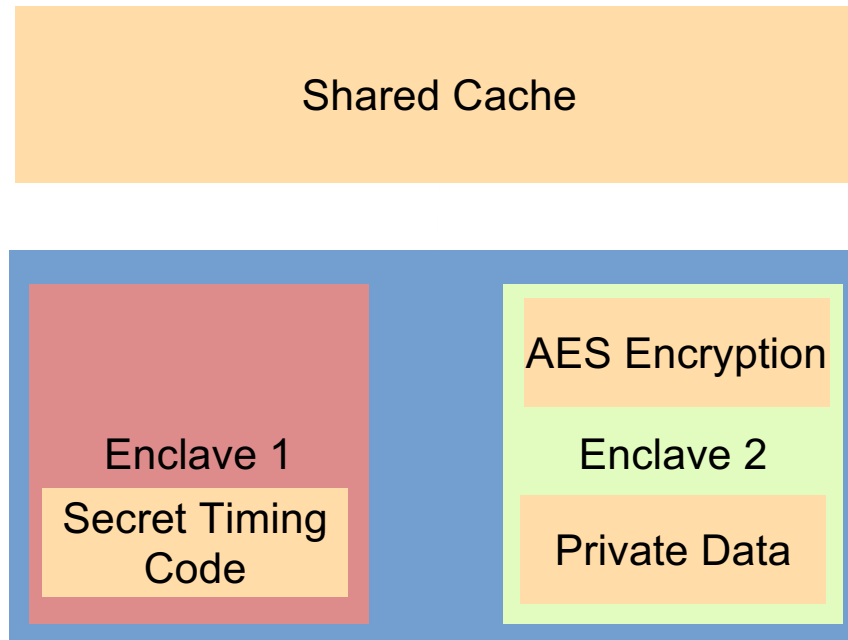 Shared Cache
Enclave 1
Secret Timing
Code
AES Encryption
Enclave 2
Private Data